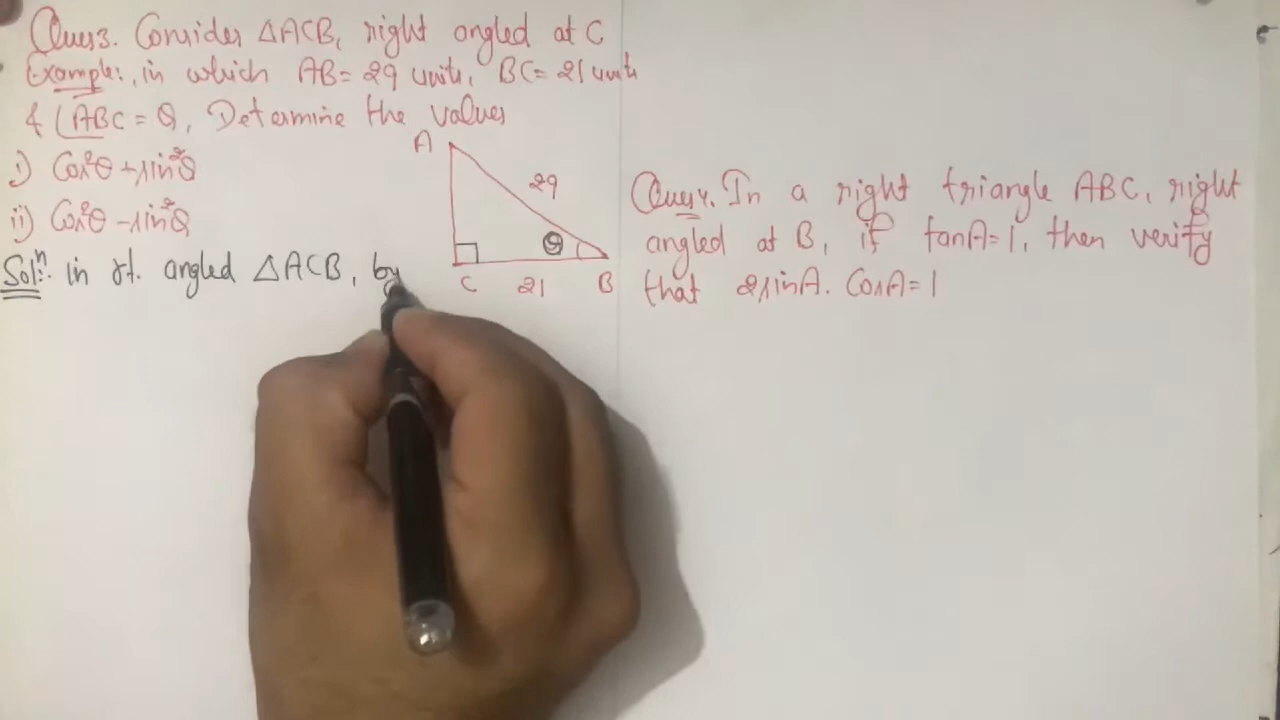 Ques3. Consider △ACB, right angled at C
Example:, in which AB= 29 units, BC= 21 units
& ∠ABC = θ, Determine the values
i) Cos²θ + sin²θ
ii) Cos²θ - sin²θ
Solⁿ: in rt. angled △ACB, by
A
29
θ
C
21
B
Ques4. In a right triangle ABC, right
angled at B, if tanA=1, then verify
that 2sinA. CosA=1